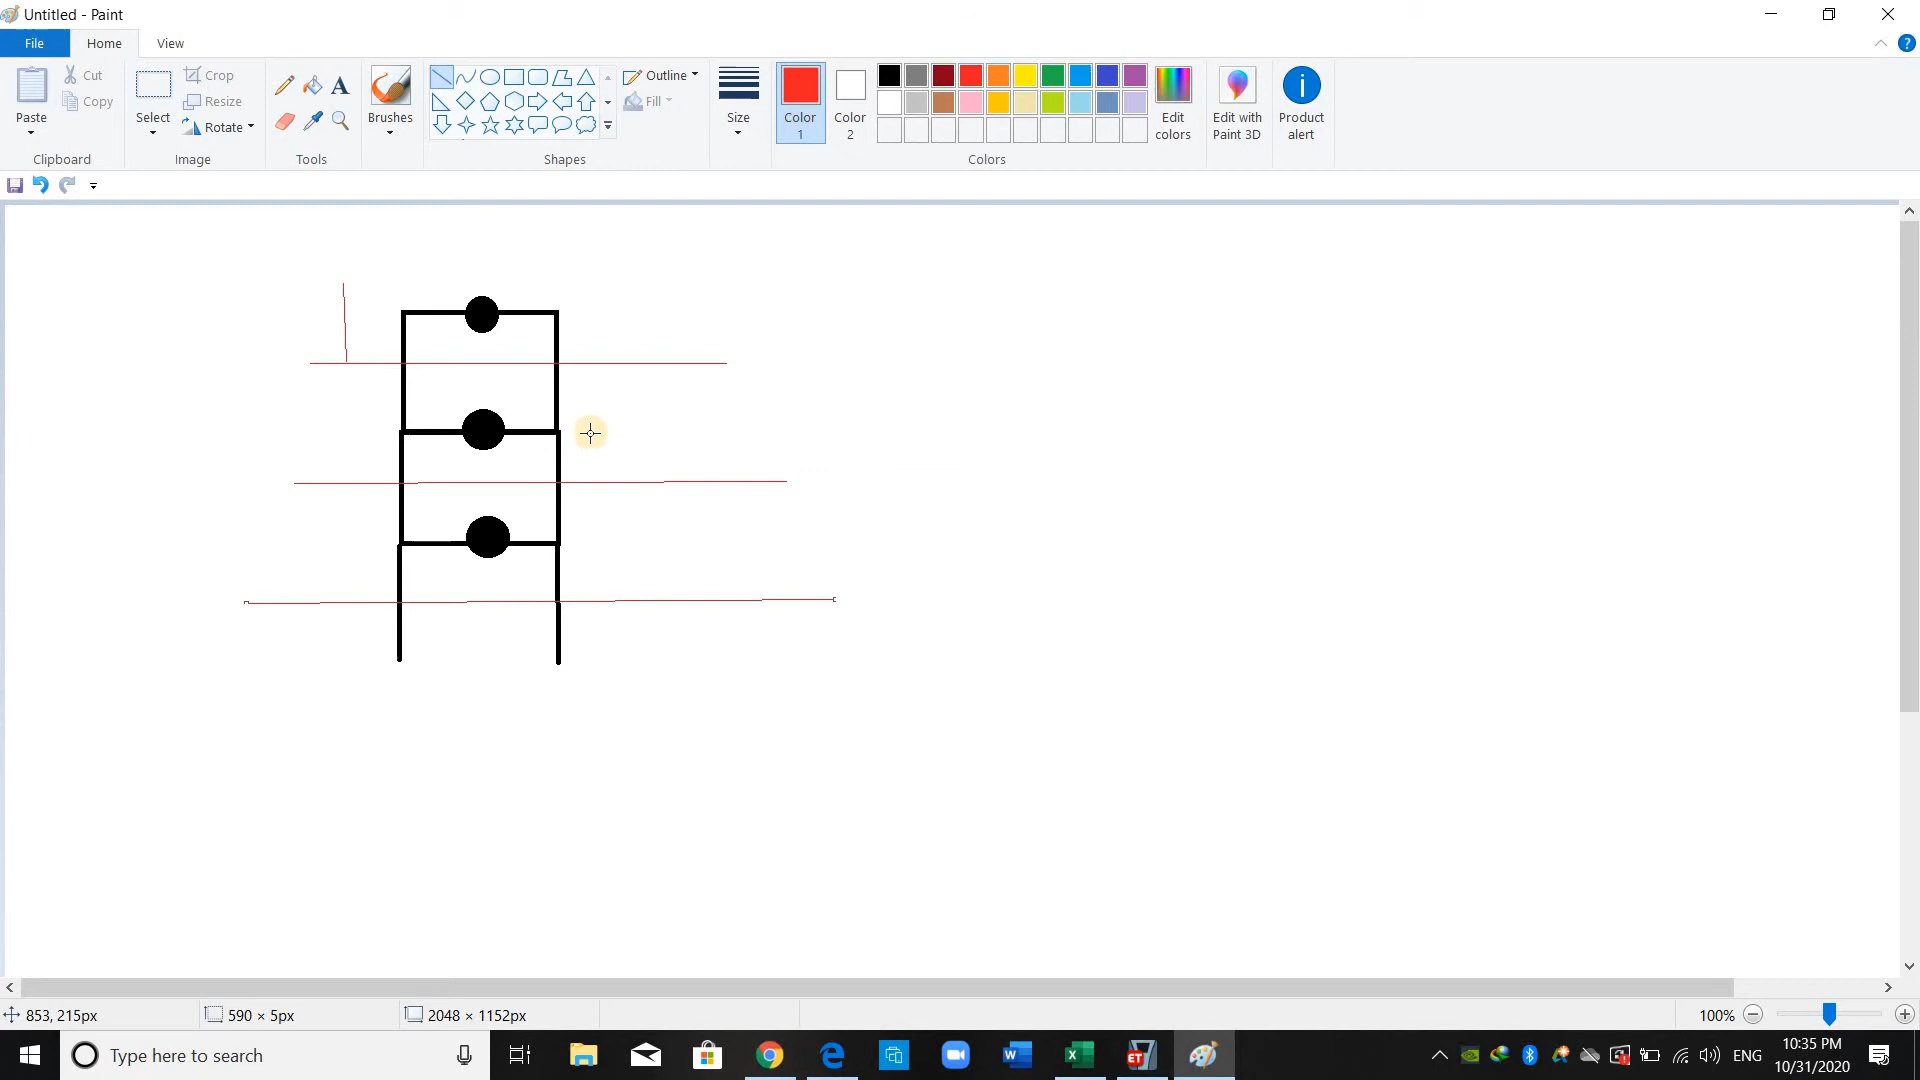 Untitled - Paint
File Home View
Paste
Cut
Copy
Clipboard
Select
Crop
Resize
Rotate
Image
Tools
Brushes
Outline
Fill
Shapes
Size
Color 1
Color 2
Edit colors
Colors
Edit with Paint 3D
Product alert
853, 215px 590 × 5px 2048 × 1152px 100%
Type here to search
ENG
10:35 PM
10/31/2020